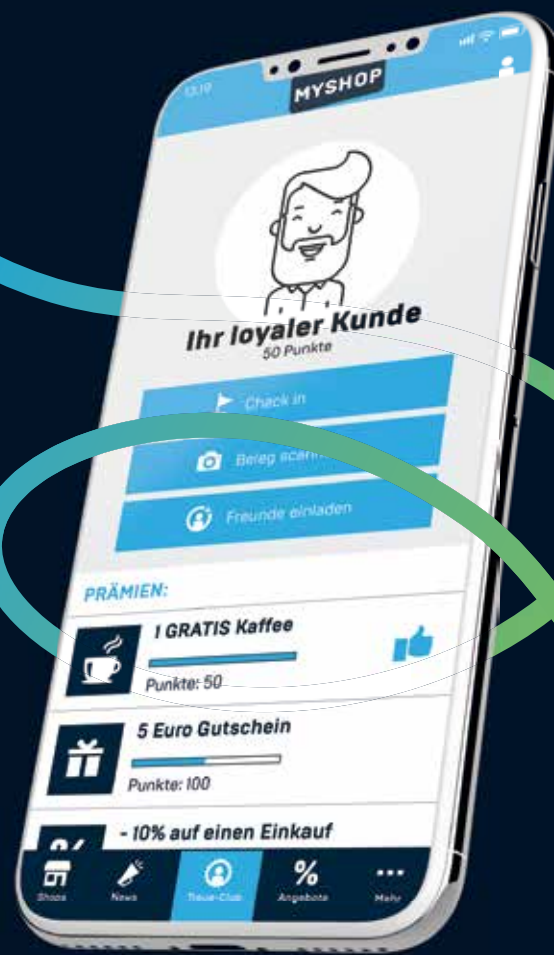 13:19
MYSHOP
Ihr loyaler Kunde
50 Punkte
Check in
Beleg
Freunde einladen
PRÄMIEN:
1 GRATIS Kaffee
Punkte: 50
5 Euro Gutschein
Punkte: 100
- 10% auf einen Einkauf
Shops
News
Treue-Club
Angebote
Mehr